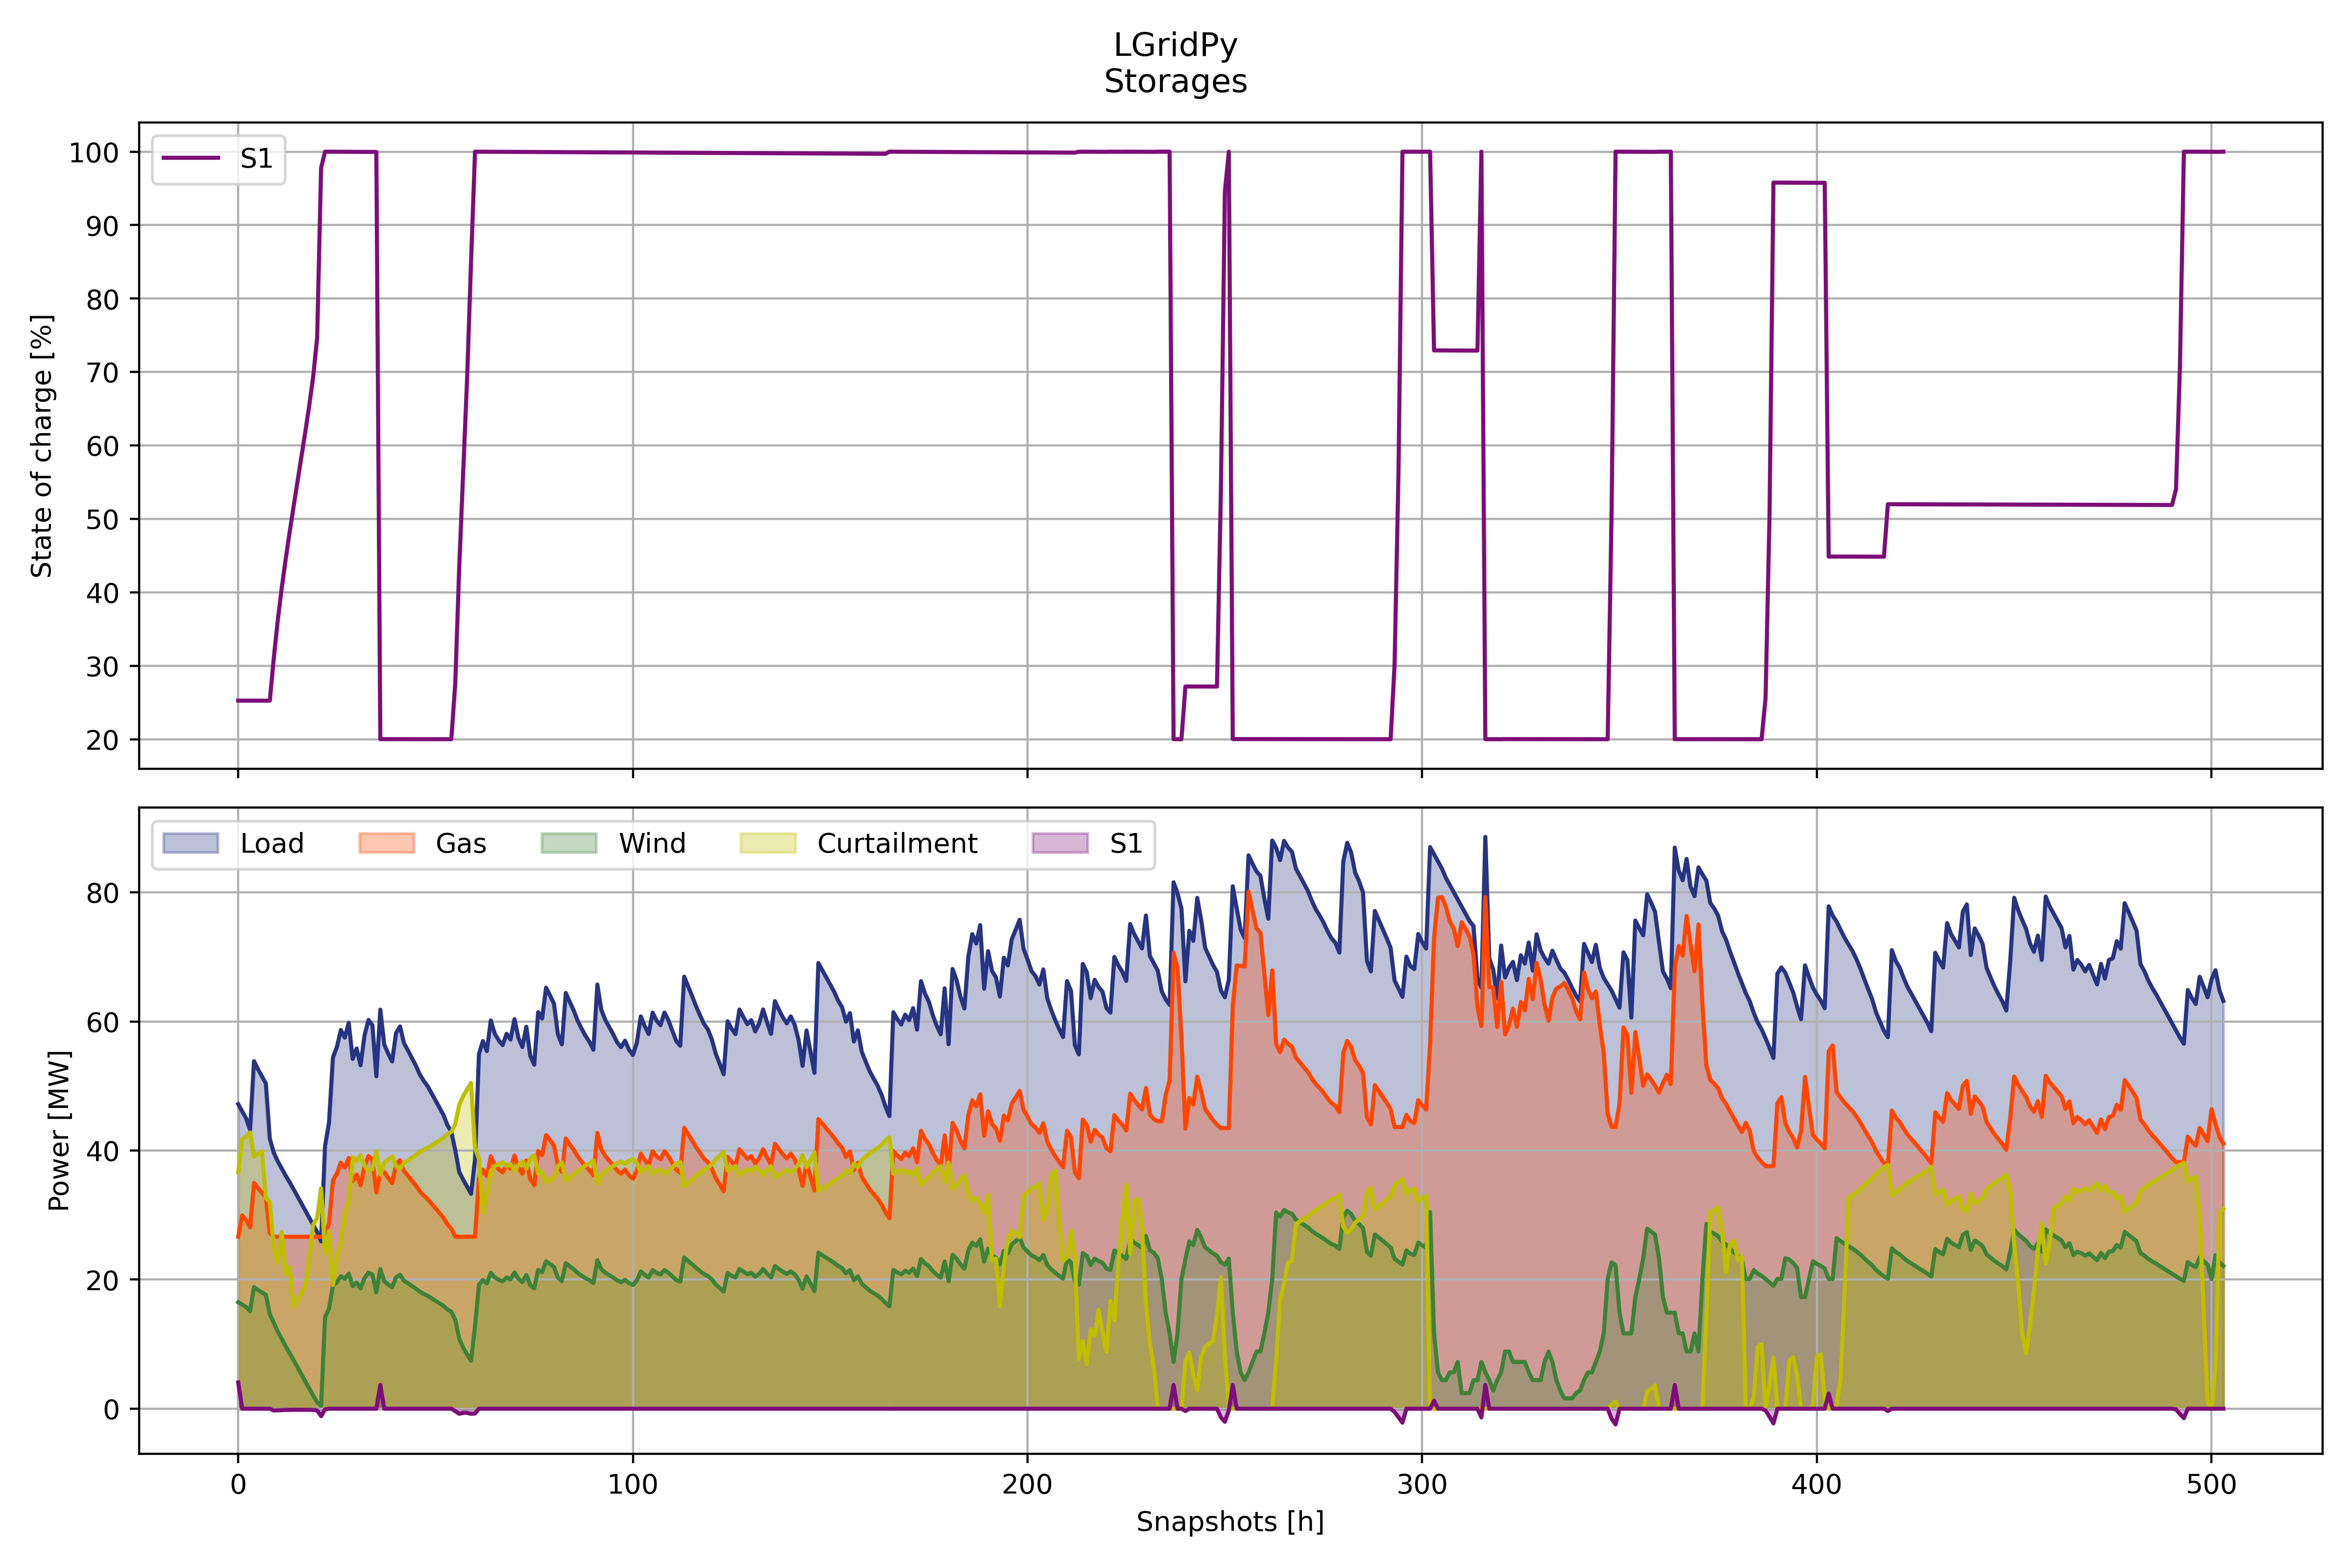 LGridPy
Storages
S1
100
90
80
70
60
50
40
30
20
State of charge [%]
Load Gas Wind Curtailment S1
80
60
40
20
0
Power [MW]
0 100 200 300 400 500
Snapshots [h]